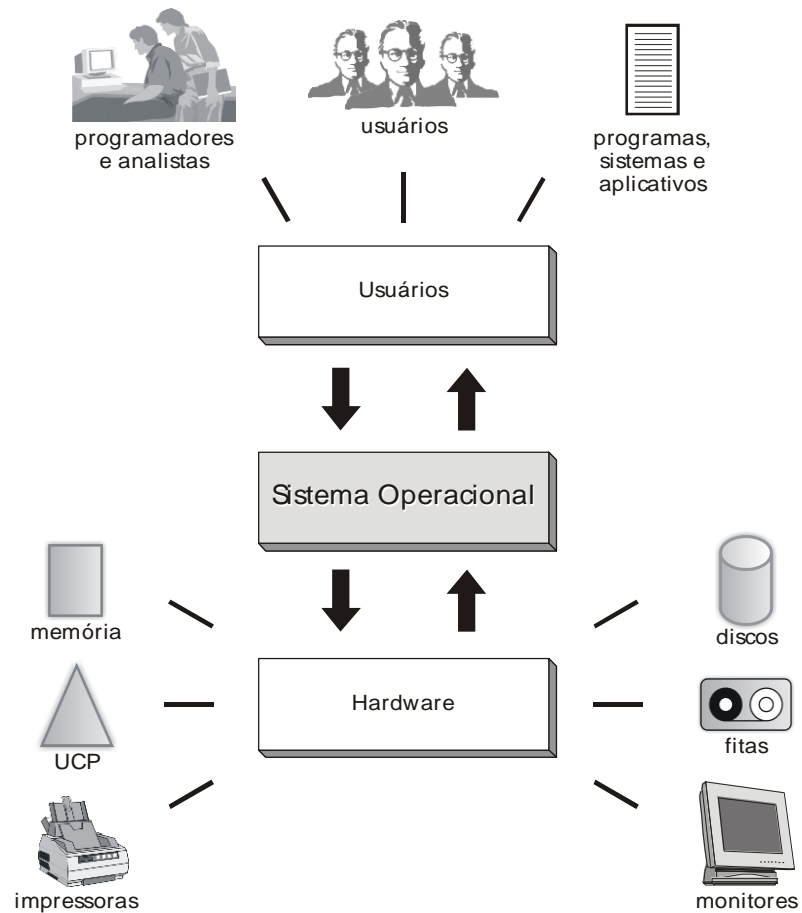 programadores
e analistas
usuários
programas,
sistemas e
aplicativos
Usuários
Sistema Operacional
memória
discos
Hardware
UCP
fitas
impressoras
monitores